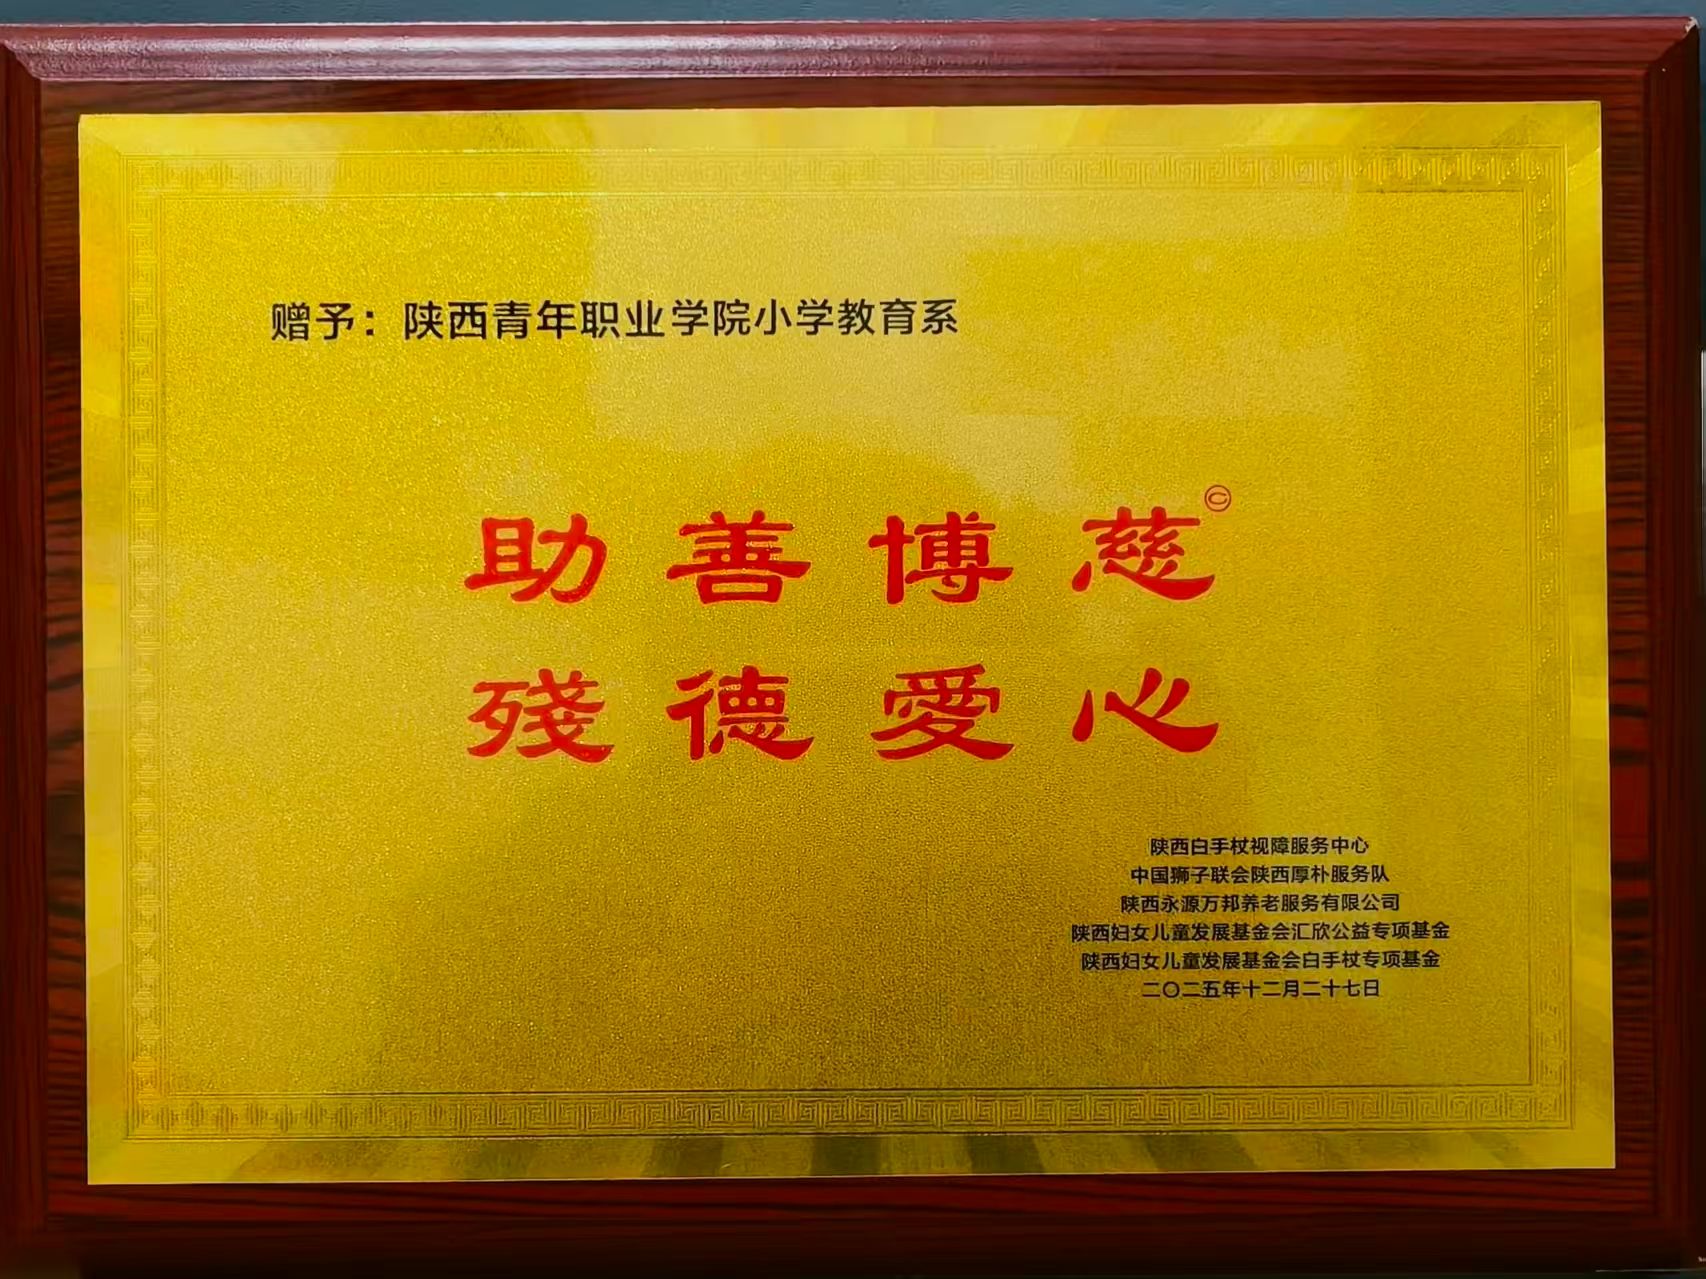 赠予：陕西青年职业学院小学教育系
助善博慈©
殘德愛心
陕西白手杖视障服务中心
中国狮子联会陕西厚朴服务队
陕西永源万邦养老服务有限公司
陕西妇女儿童发展基金会汇欣公益专项基金
陕西妇女儿童发展基金会白手杖专项基金
二〇二五年十二月二十七日